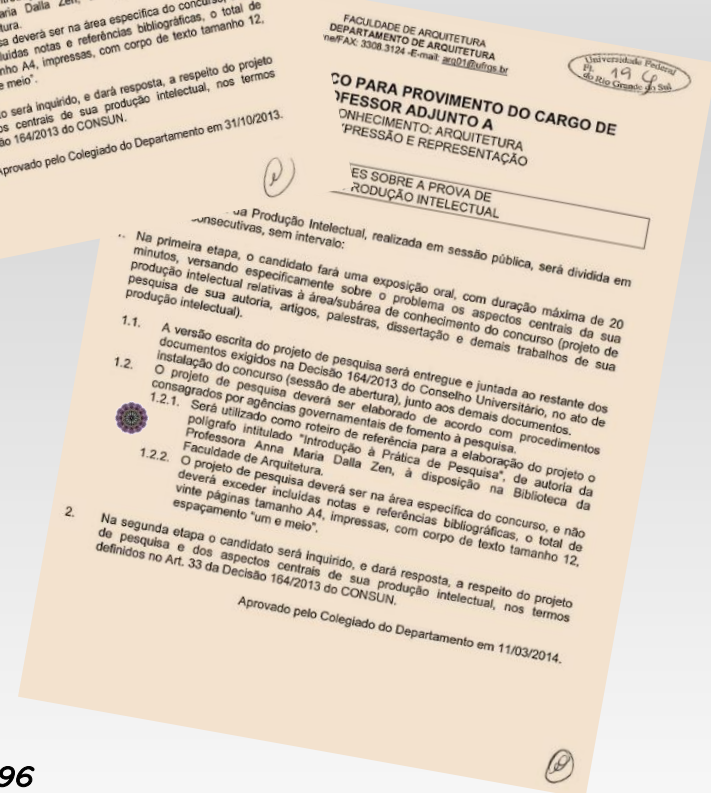 aria Dalla Zen,
tura.
sa deverá ser na área específica do concurso,
luídas notas e referências bibliográficas, o total de
nho A4, impressas, com corpo de texto tamanho 12,
e meio".
to será inquirido, e dará resposta, a respeito do projeto
os centrais de sua produção intelectual, nos termos
ão 164/2013 do CONSUN.
Aprovado pelo Colegiado do Departamento em 31/10/2013.
FACULDADE DE ARQUITETURA
DEPARTAMENTO DE ARQUITETURA
ne/FAX: 3308.3124 -E-mail: arq01@ufrgs.br
Universidade Federal
Fl. 19
do Rio Grande do Sul
CO PARA PROVIMENTO DO CARGO DE
OFESSOR ADJUNTO A
ONHECIMENTO: ARQUITETURA
PRESSÃO E REPRESENTAÇÃO
ES SOBRE A PROVA DE
RODUÇÃO INTELECTUAL
da Produção Intelectual, realizada em sessão pública, será dividida em
onsecutivas, sem intervalo:
Na primeira etapa, o candidato fará uma exposição oral, com duração máxima de 20
minutos, versando especificamente sobre o problema os aspectos centrais da sua
produção intelectual relativas à área/subárea de conhecimento do concurso (projeto de
pesquisa de sua autoria, artigos, palestras, dissertação e demais trabalhos de sua
produção intelectual).
1.1. A versão escrita do projeto de pesquisa será entregue e juntada ao restante dos
documentos exigidos na Decisão 164/2013 do Conselho Universitário, no ato de
instalação do concurso (sessão de abertura), junto aos demais documentos.
1.2. O projeto de pesquisa deverá ser elaborado de acordo com procedimentos
consagrados por agências governamentais de fomento à pesquisa.
1.2.1. Será utilizado como roteiro de referência para a elaboração do projeto o
polígrafo intitulado "Introdução à Prática de Pesquisa", de autoria da
Professora Anna Maria Dalla Zen, à disposição na Biblioteca da
Faculdade de Arquitetura.
1.2.2. O projeto de pesquisa deverá ser na área específica do concurso, e não
deverá exceder incluídas notas e referências bibliográficas, o total de
vinte páginas tamanho A4, impressas, com corpo de texto tamanho 12,
espaçamento "um e meio".
2. Na segunda etapa o candidato será inquirido, e dará resposta, a respeito do projeto
de pesquisa e dos aspectos centrais de sua produção intelectual, nos termos
definidos no Art. 33 da Decisão 164/2013 do CONSUN.
Aprovado pelo Colegiado do Departamento em 11/03/2014.
96